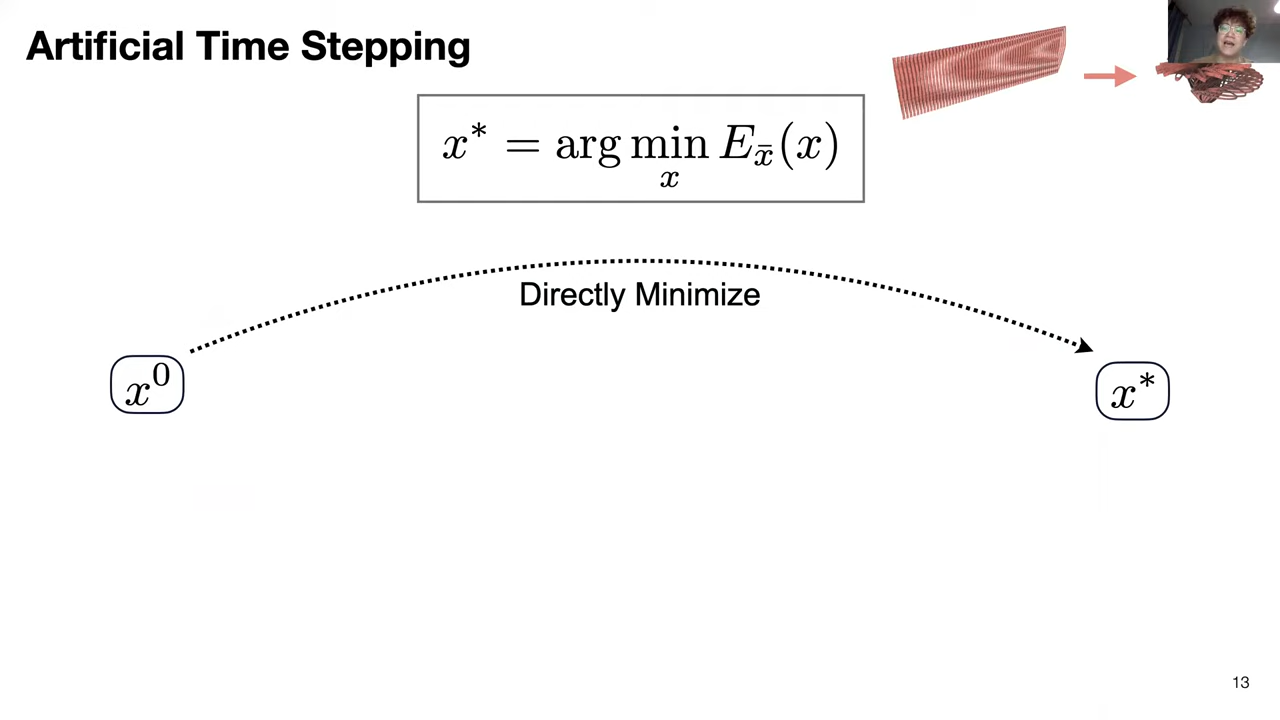 Artificial Time Stepping
x* = arg min E_x̄(x)
x
Directly Minimize
x⁰
x*
13